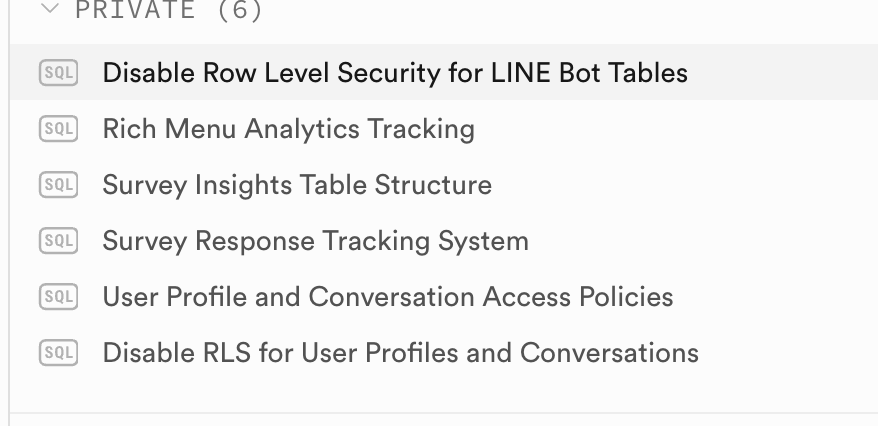 PRIVATE (6)
SQL Disable Row Level Security for LINE Bot Tables
SQL Rich Menu Analytics Tracking
SQL Survey Insights Table Structure
SQL Survey Response Tracking System
SQL User Profile and Conversation Access Policies
SQL Disable RLS for User Profiles and Conversations